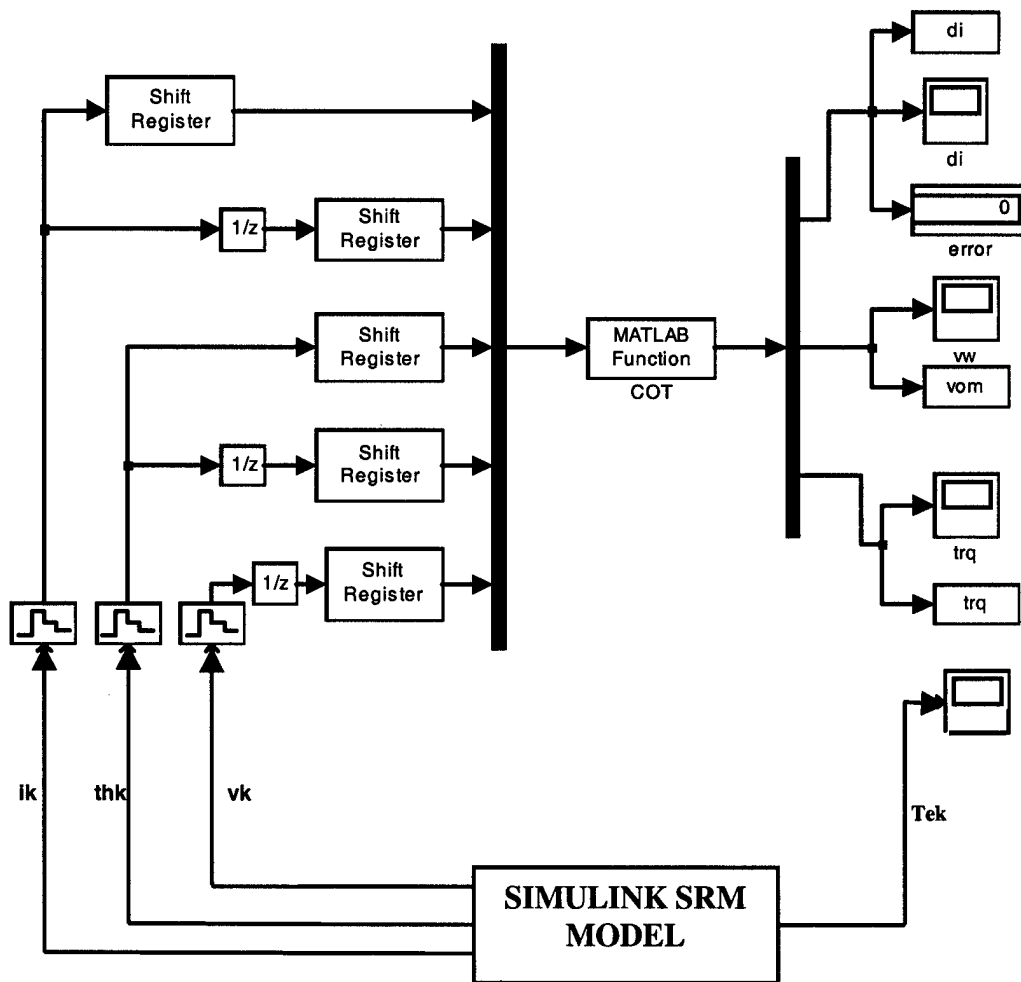 di
Shift
Register
di
0
error
1/z
Shift
Register
vw
Shift
Register
MATLAB
Function
COT
vom
1/z
Shift
Register
trq
1/z
Shift
Register
trq
ik
thk
vk
Tek
SIMULINK SRM
MODEL